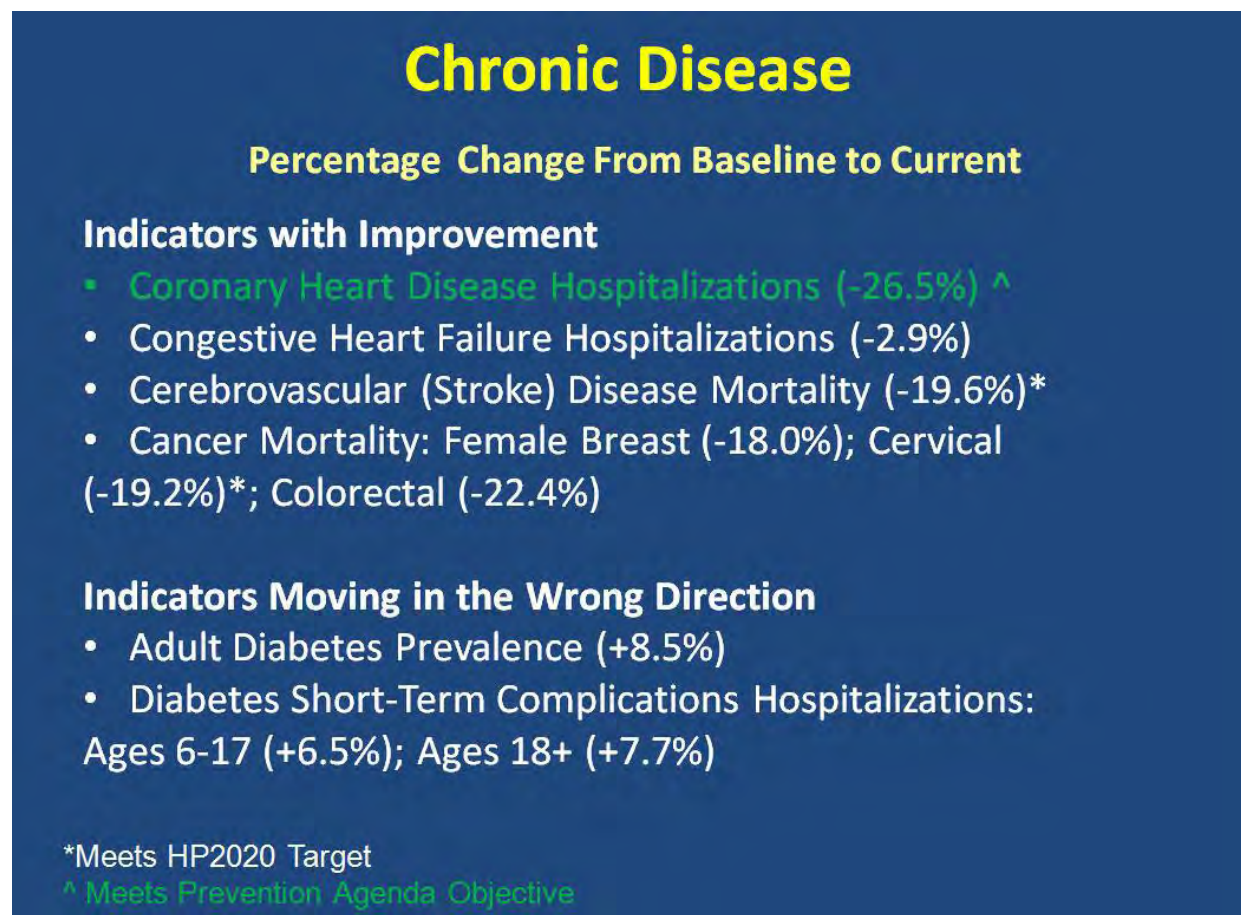 Chronic Disease
Percentage Change From Baseline to Current
Indicators with Improvement
▪ Coronary Heart Disease Hospitalizations (-26.5%) ^
• Congestive Heart Failure Hospitalizations (-2.9%)
• Cerebrovascular (Stroke) Disease Mortality (-19.6%)*
• Cancer Mortality: Female Breast (-18.0%); Cervical
(-19.2%)*; Colorectal (-22.4%)
Indicators Moving in the Wrong Direction
• Adult Diabetes Prevalence (+8.5%)
• Diabetes Short-Term Complications Hospitalizations:
Ages 6-17 (+6.5%); Ages 18+ (+7.7%)
*Meets HP2020 Target
^ Meets Prevention Agenda Objective